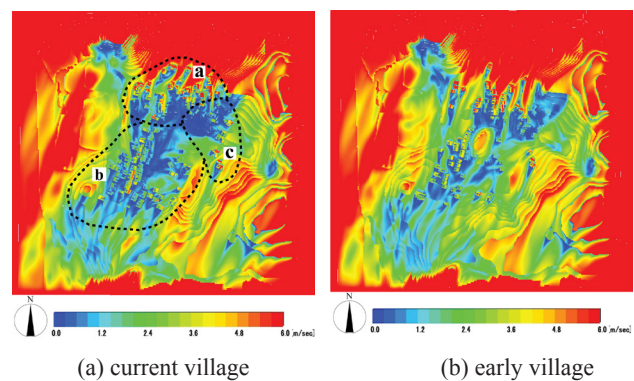 a
b
c
N
0.0 1.2 2.4 3.6 4.8 6.0 [m/sec]
N
0.0 1.2 2.4 3.6 4.8 6.0 [m/sec]
(a) current village
(b) early village